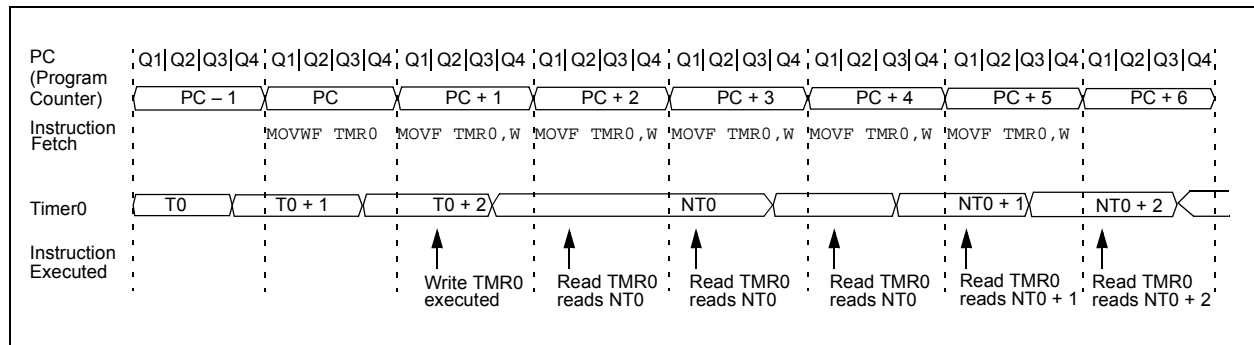 PC
(Program
Counter)
Q1|Q2|Q3|Q4 Q1|Q2|Q3|Q4 Q1|Q2|Q3|Q4 Q1|Q2|Q3|Q4 Q1|Q2|Q3|Q4 Q1|Q2|Q3|Q4 Q1|Q2|Q3|Q4 Q1|Q2|Q3|Q4
PC – 1 PC PC + 1 PC + 2 PC + 3 PC + 4 PC + 5 PC + 6
Instruction
Fetch
MOVWF TMR0 MOVF TMR0,W MOVF TMR0,W MOVF TMR0,W MOVF TMR0,W MOVF TMR0,W
Timer0
T0 T0 + 1 T0 + 2 NT0 NT0 + 1 NT0 + 2
Instruction
Executed
Write TMR0
executed
Read TMR0
reads NT0
Read TMR0
reads NT0
Read TMR0
reads NT0
Read TMR0
reads NT0 + 1
Read TMR0
reads NT0 + 2